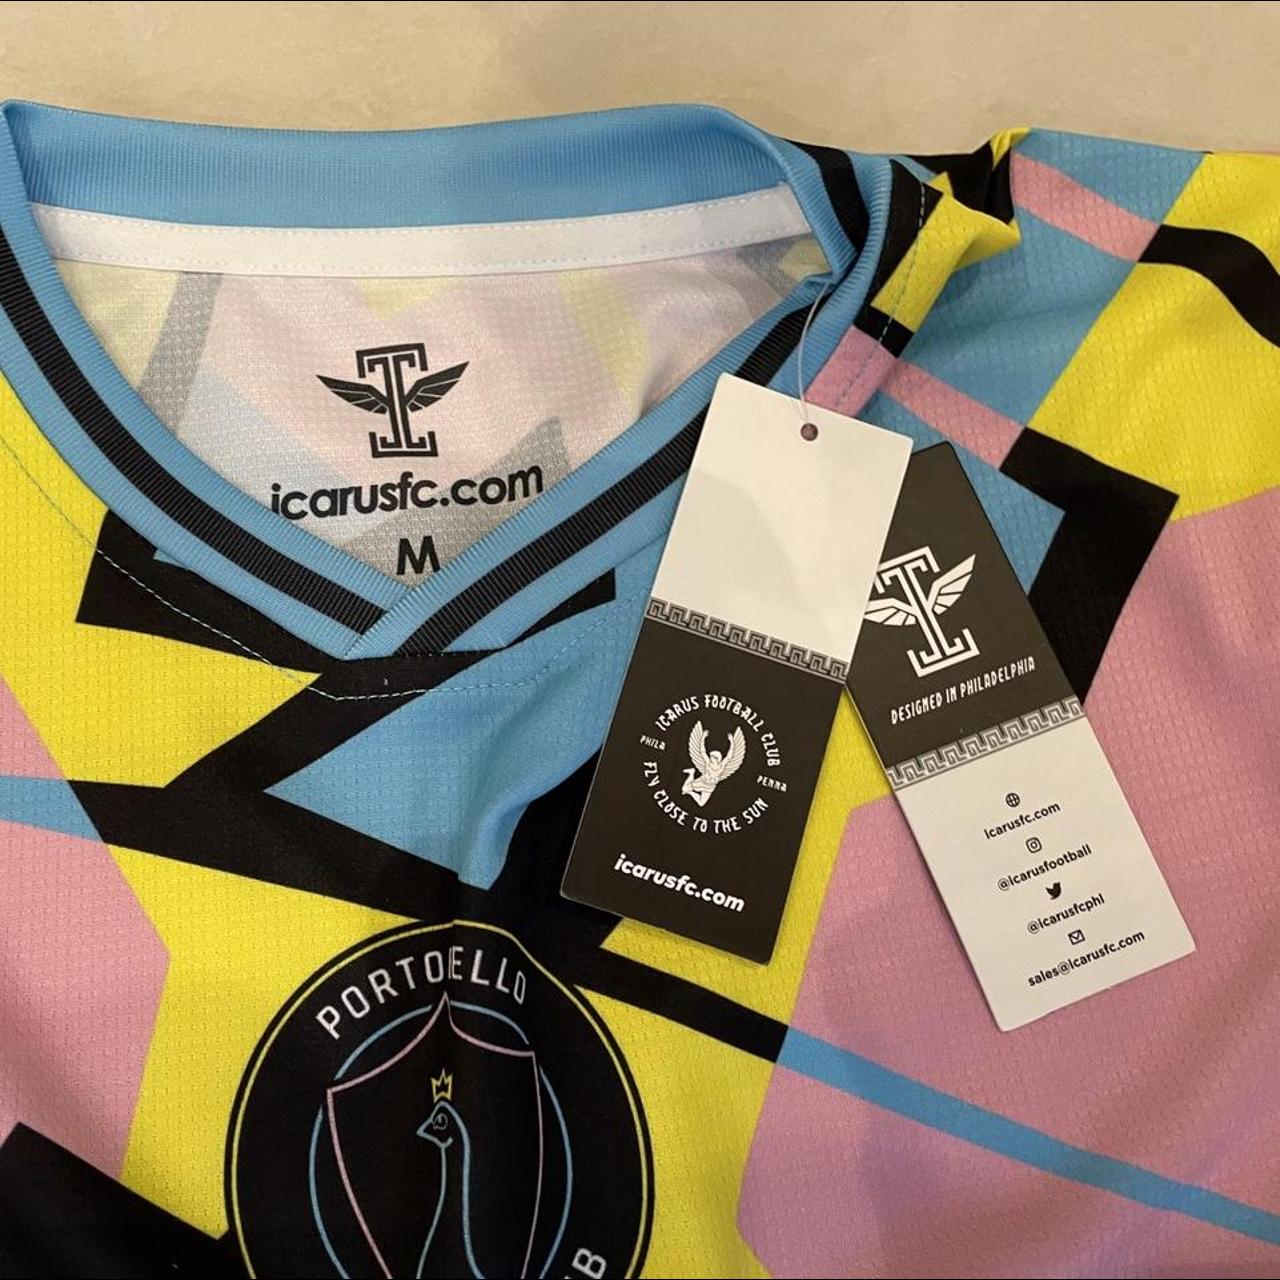 icarusfc.com
M
ICARUS FOOTBALL CLUB
PHILA
PENNA
FLY CLOSE TO THE SUN
icarusfc.com
DESIGNED IN PHILADELPHIA
icarusfc.com
@icarusfootball
@icarusfcphl
sales@icarusfc.com